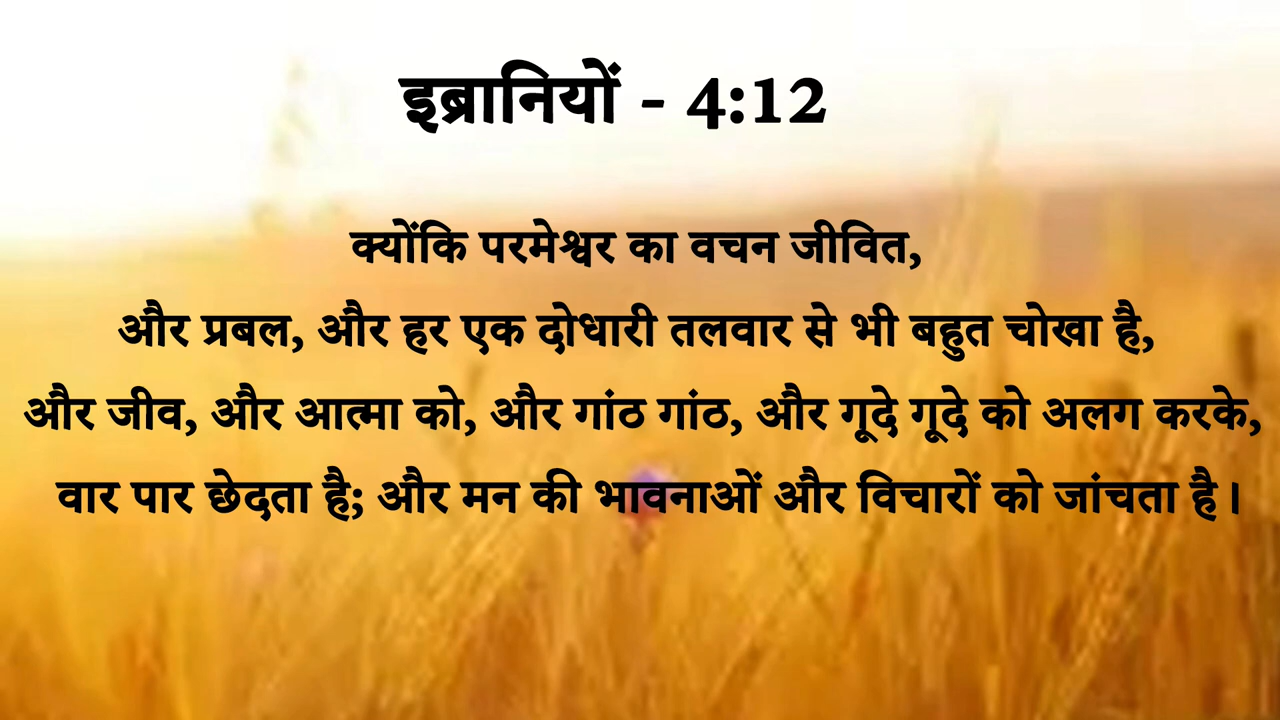 इब्रानियों - 4:12
क्योंकि परमेश्वर का वचन जीवित,
और प्रबल, और हर एक दोधारी तलवार से भी बहुत चोखा है,
और जीव, और आत्मा को, और गांठ गांठ, और गूदे गूदे को अलग करके,
वार पार छेदता है; और मन की भावनाओं और विचारों को जांचता है।